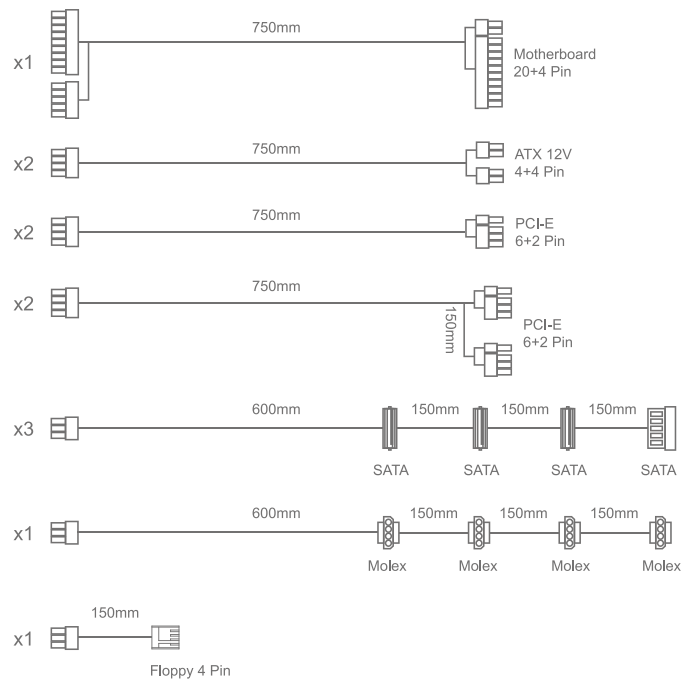 750mm
x1
Motherboard
20+4 Pin
750mm
x2
ATX 12V
4+4 Pin
750mm
x2
PCI-E
6+2 Pin
750mm
x2
150mm
PCI-E
6+2 Pin
600mm 150mm 150mm 150mm
x3
SATA SATA SATA SATA
600mm 150mm 150mm 150mm
x1
Molex Molex Molex Molex
150mm
x1
Floppy 4 Pin